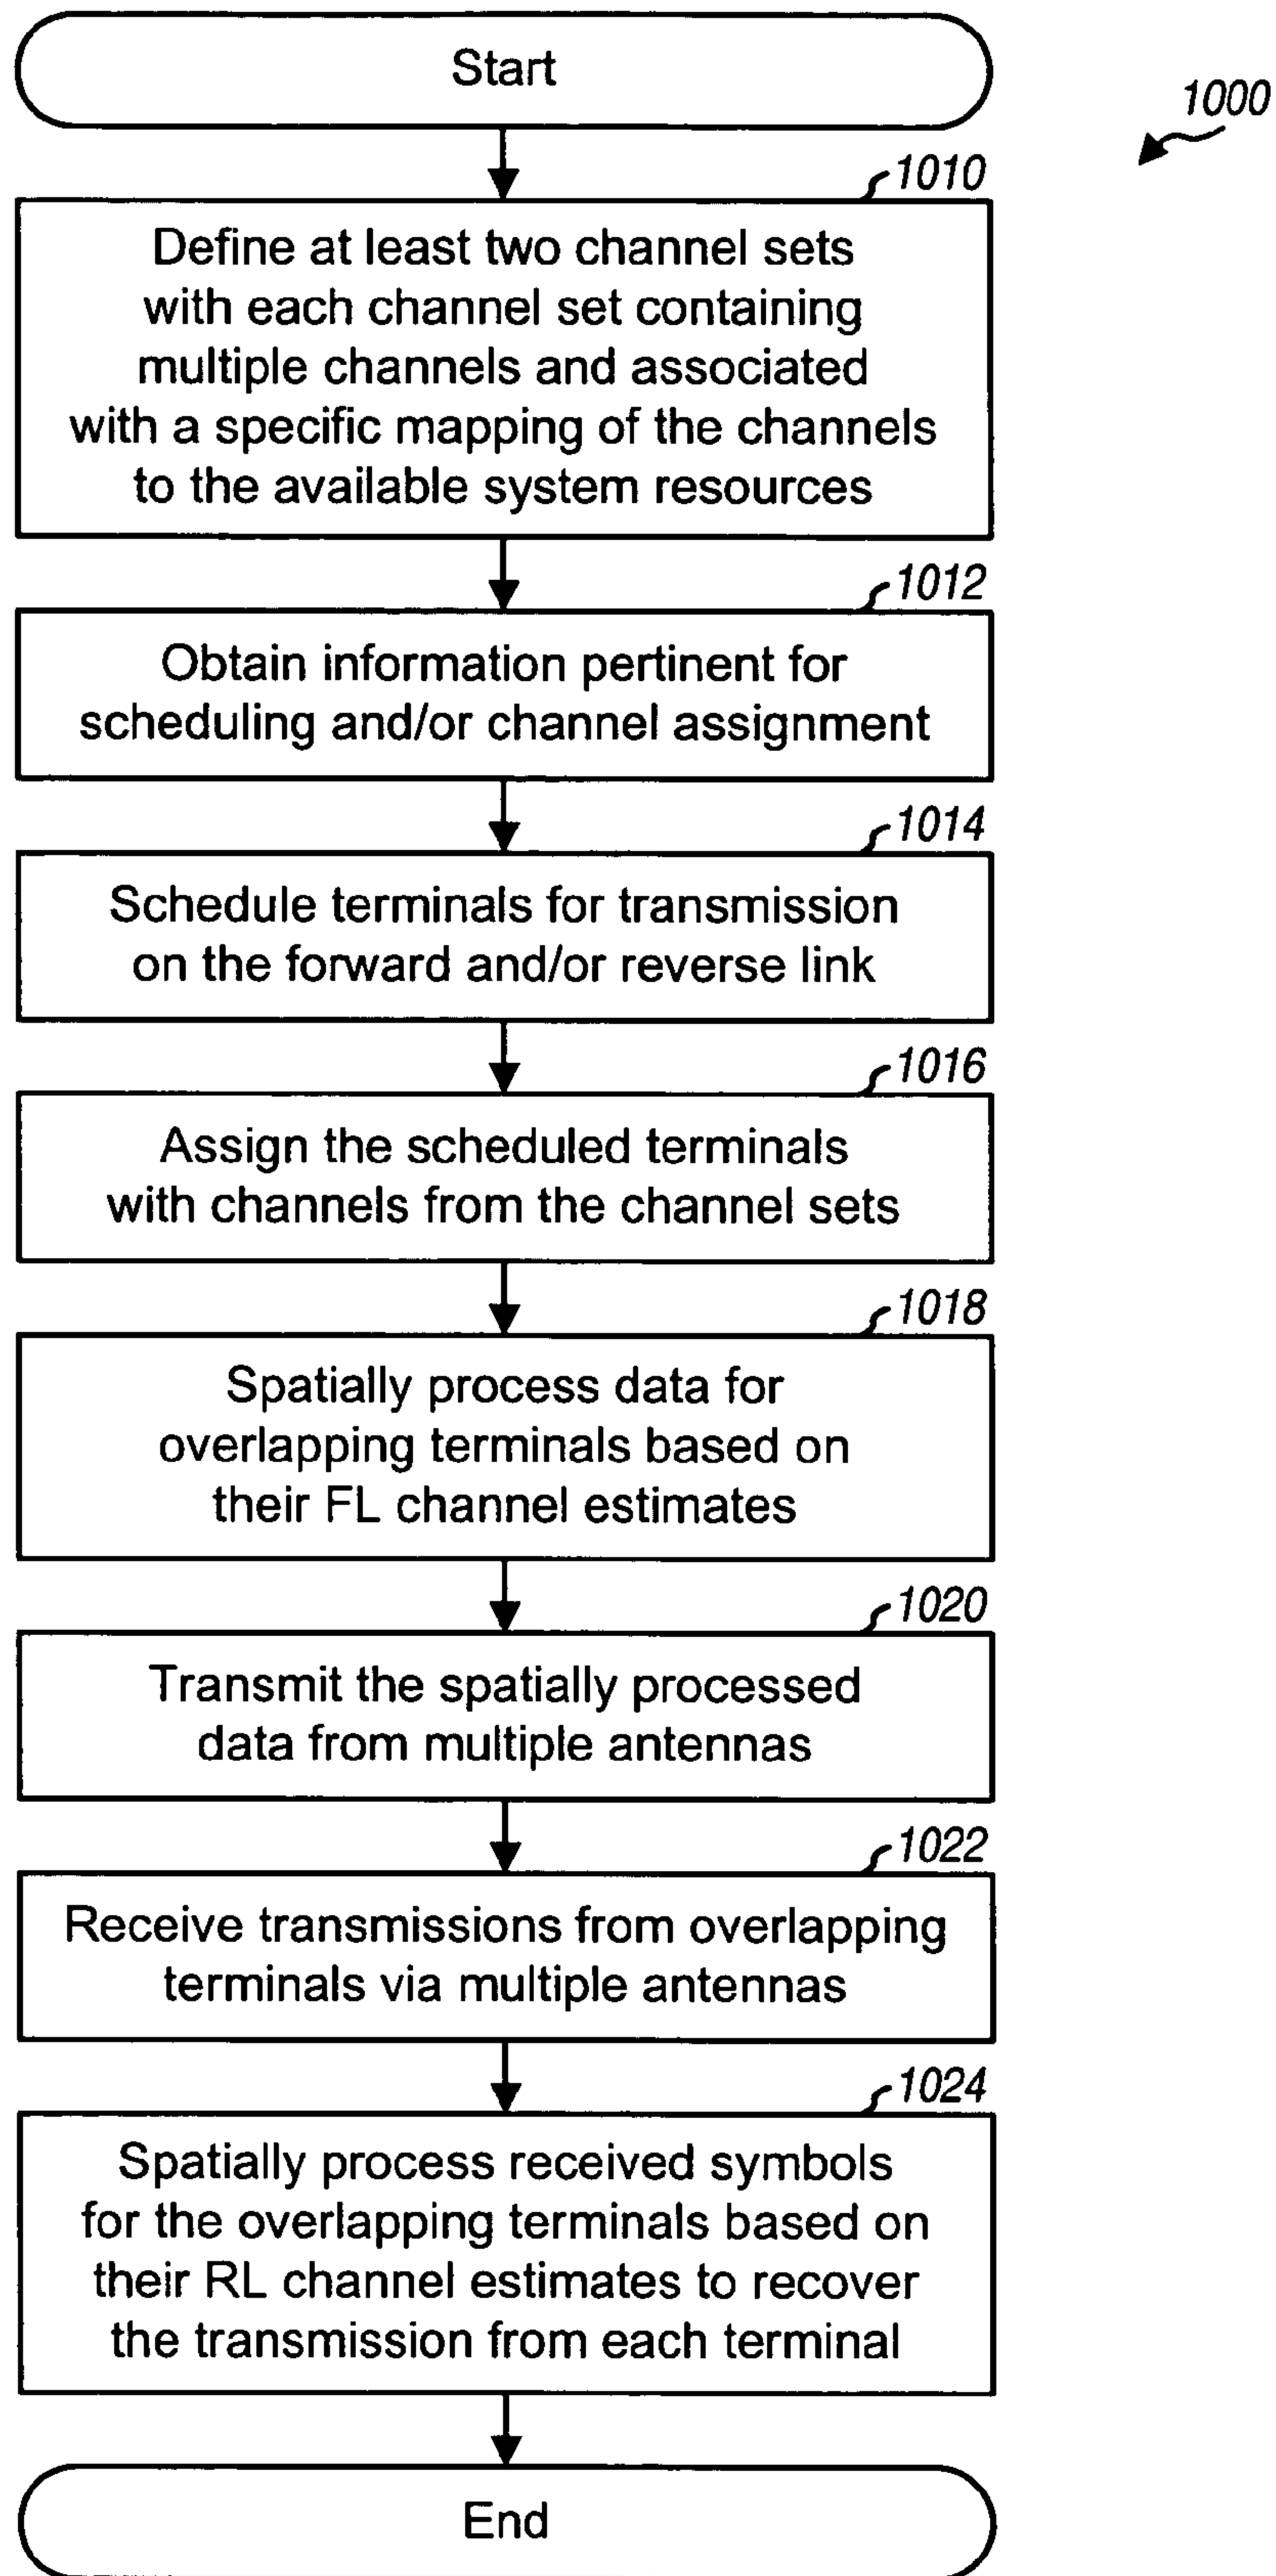 Start
1000
1010
Define at least two channel sets
with each channel set containing
multiple channels and associated
with a specific mapping of the channels
to the available system resources
1012
Obtain information pertinent for
scheduling and/or channel assignment
1014
Schedule terminals for transmission
on the forward and/or reverse link
1016
Assign the scheduled terminals
with channels from the channel sets
1018
Spatially process data for
overlapping terminals based on
their FL channel estimates
1020
Transmit the spatially processed
data from multiple antennas
1022
Receive transmissions from overlapping
terminals via multiple antennas
1024
Spatially process received symbols
for the overlapping terminals based on
their RL channel estimates to recover
the transmission from each terminal
End